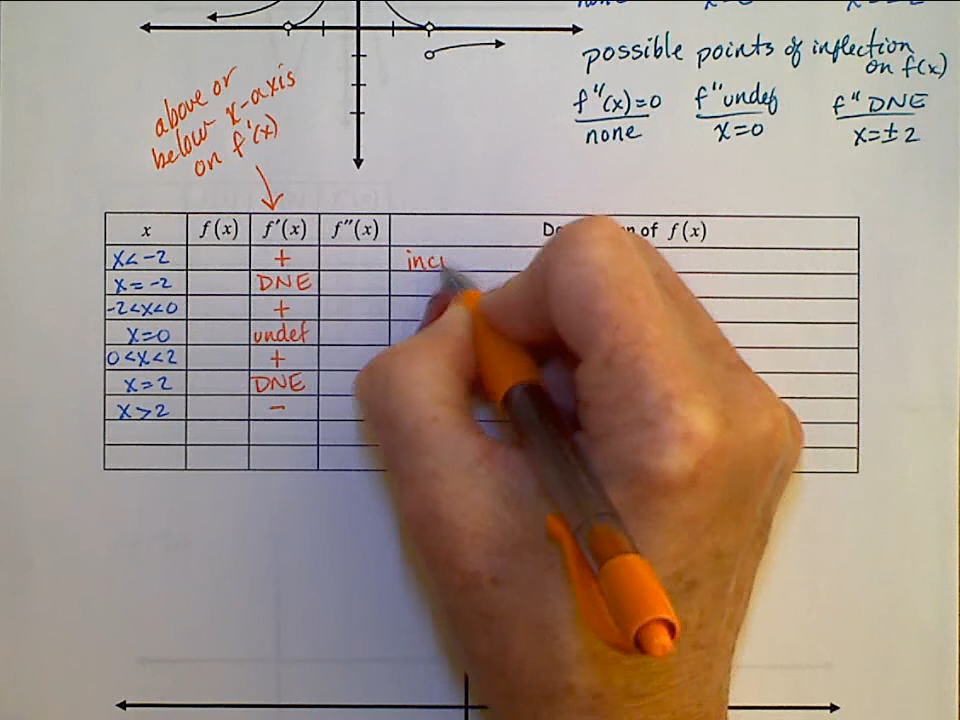 none
possible points of inflection
on f(x)
f"(x)=0 f" undef f" DNE
none x=0 x=±2
above or
below x-axis
on f'(x)
x f(x) f'(x) f"(x) of f(x)
x<-2 + inc
x=-2 DNE
-2<x<0 +
x=0 undef
0<x<2 +
x=2 DNE
x>2 -